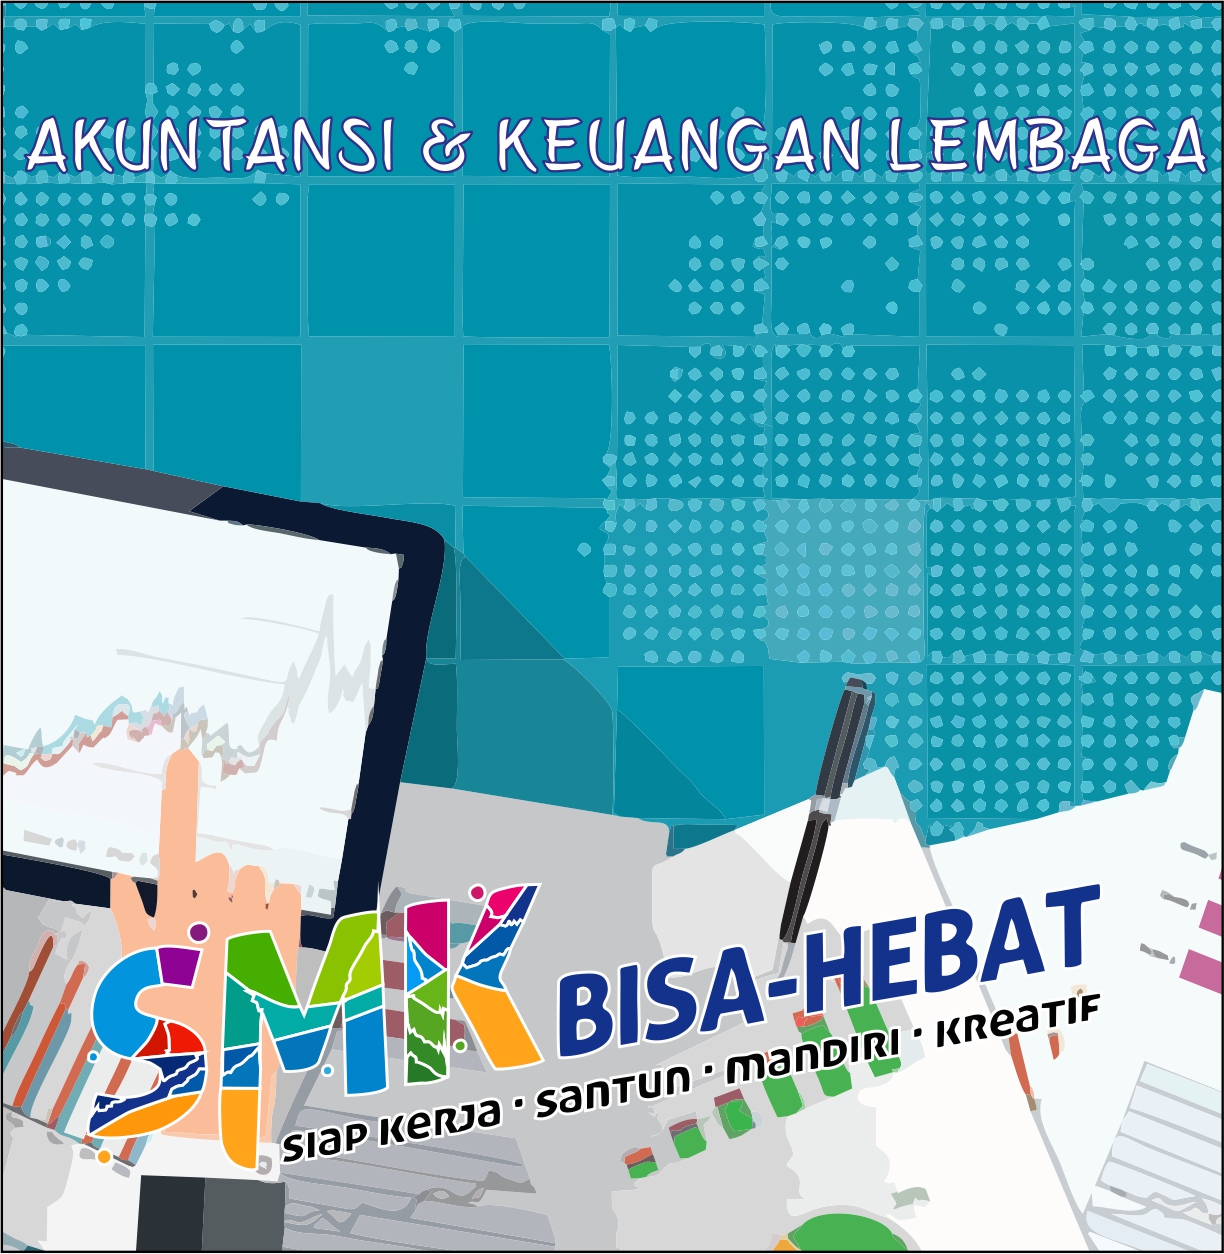 AKUNTANSI & KEUANGAN LEMBAGA
SMK BISA-HEBAT
SIAP KERJA • SANTUN • MANDIRI • KREATIF